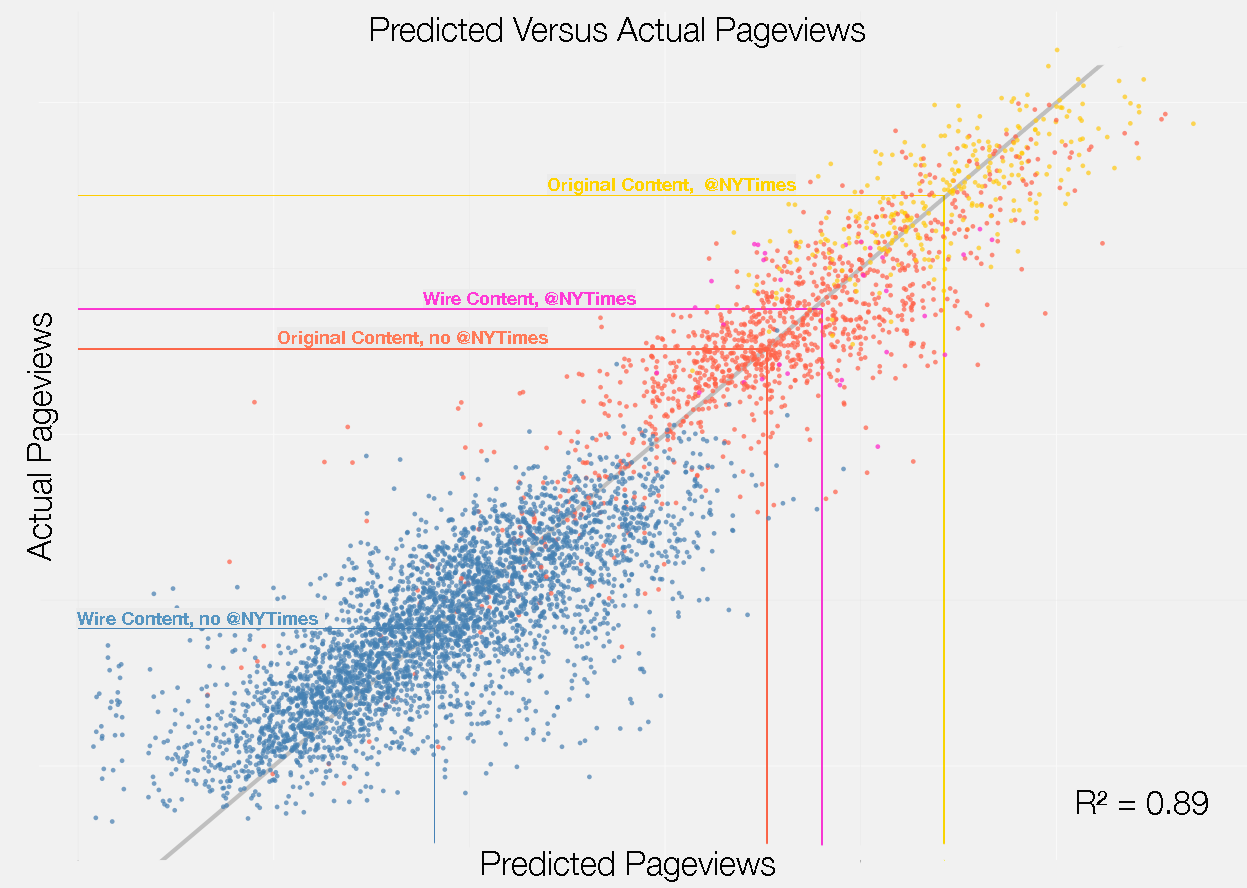 Predicted Versus Actual Pageviews
Original Content, @NYTimes
Wire Content, @NYTimes
Original Content, no @NYTimes
Actual Pageviews
Wire Content, no @NYTimes
R² = 0.89
Predicted Pageviews